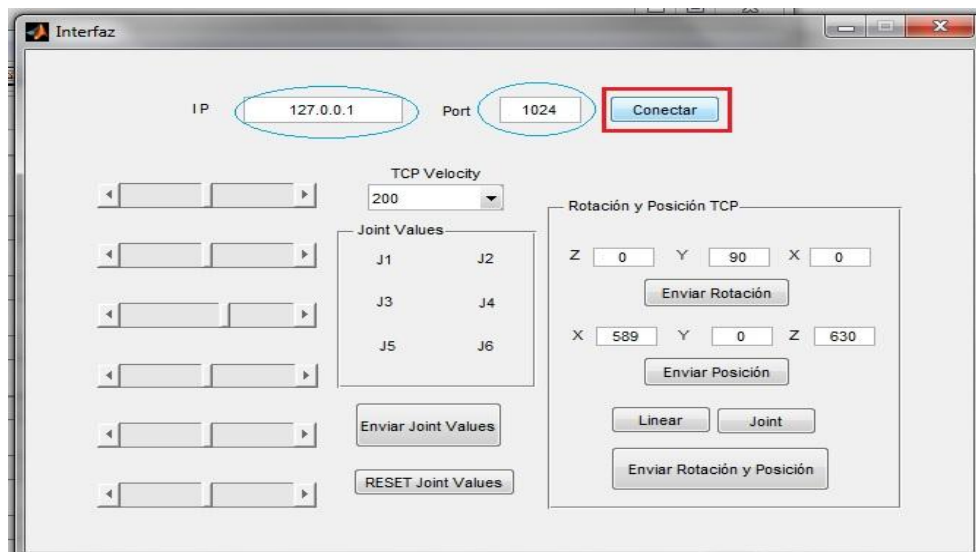 Interfaz
IP 127.0.0.1 Port 1024 Conectar
TCP Velocity
200
Joint Values
J1 J2
J3 J4
J5 J6
Enviar Joint Values
RESET Joint Values
Rotación y Posición TCP
Z 0 Y 90 X 0
Enviar Rotación
X 589 Y 0 Z 630
Enviar Posición
Linear Joint
Enviar Rotación y Posición